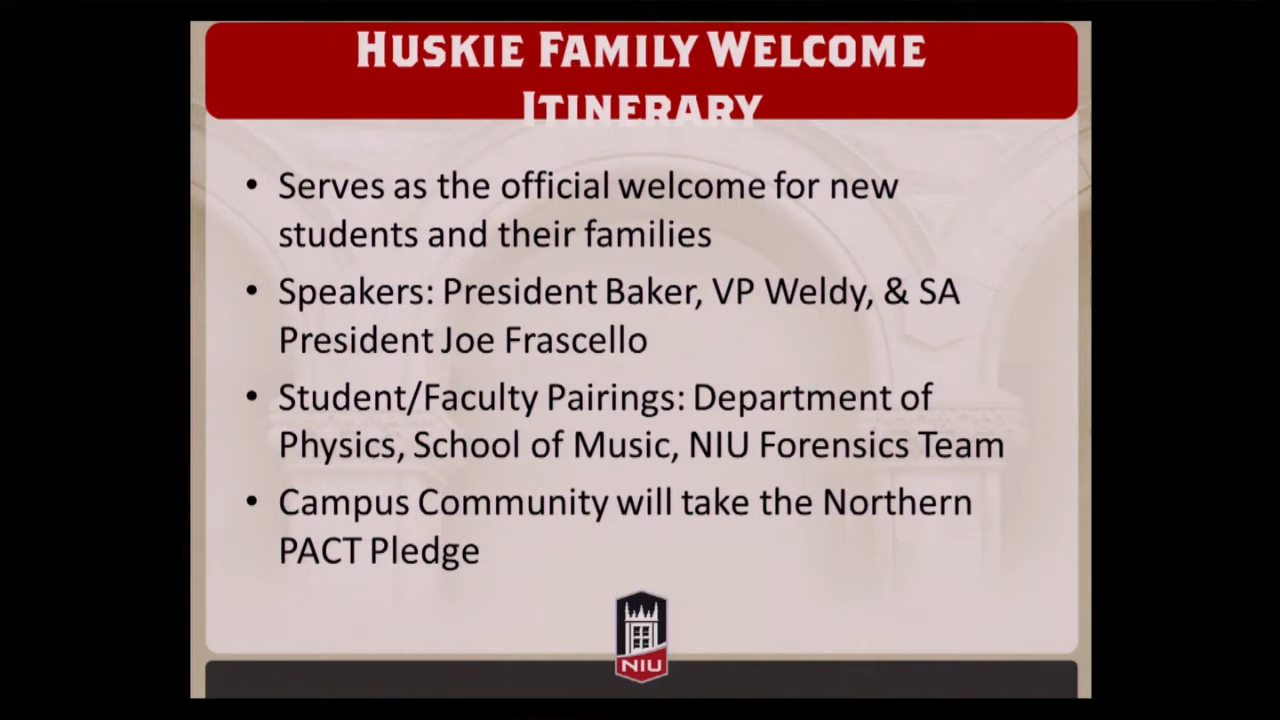 HUSKIE FAMILY WELCOME
ITINERARY
• Serves as the official welcome for new
students and their families
• Speakers: President Baker, VP Weldy, & SA
President Joe Frascello
• Student/Faculty Pairings: Department of
Physics, School of Music, NIU Forensics Team
• Campus Community will take the Northern
PACT Pledge
NIU